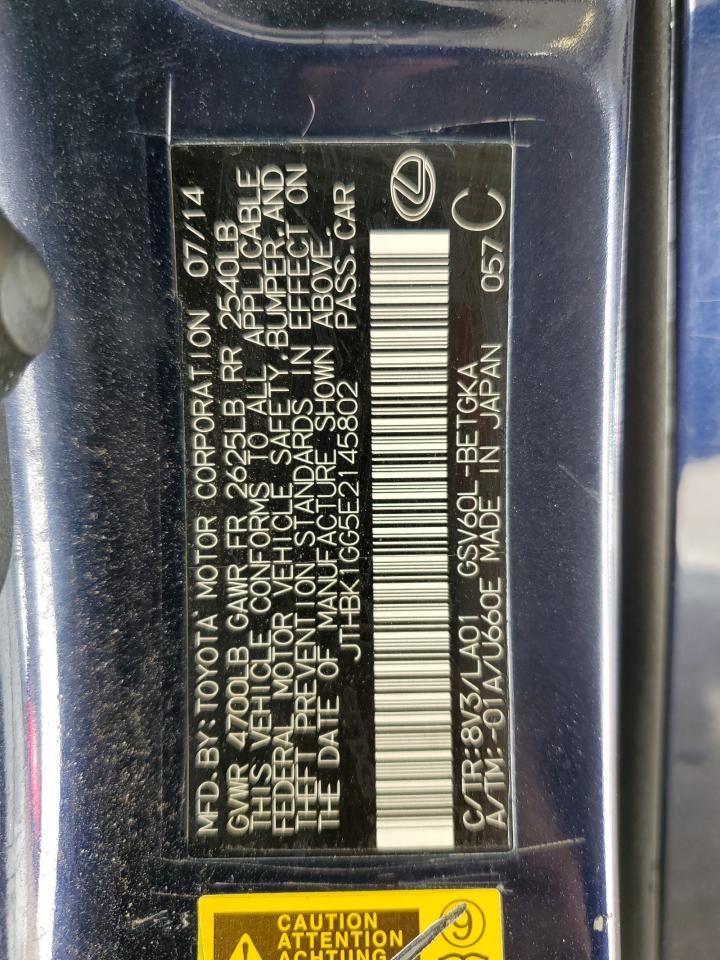 MFD. BY: TOYOTA MOTOR CORPORATION 07/14
GVWR 4700LB GAWR FR 2625LB RR 2540LB
THIS VEHICLE CONFORMS TO ALL APPLICABLE
FEDERAL MOTOR VEHICLE SAFETY, BUMPER, AND
THEFT PREVENTION STANDARDS IN EFFECT ON
THE DATE OF MANUFACTURE SHOWN ABOVE.
JTHBK1GG5E2145802 PASS. CAR
C/TR: 8V3/LA01 GSV60L-BETGKA
A/TM: -01A/U660E MADE IN JAPAN 057 C
CAUTION
ATTENTION
ACHTUNG